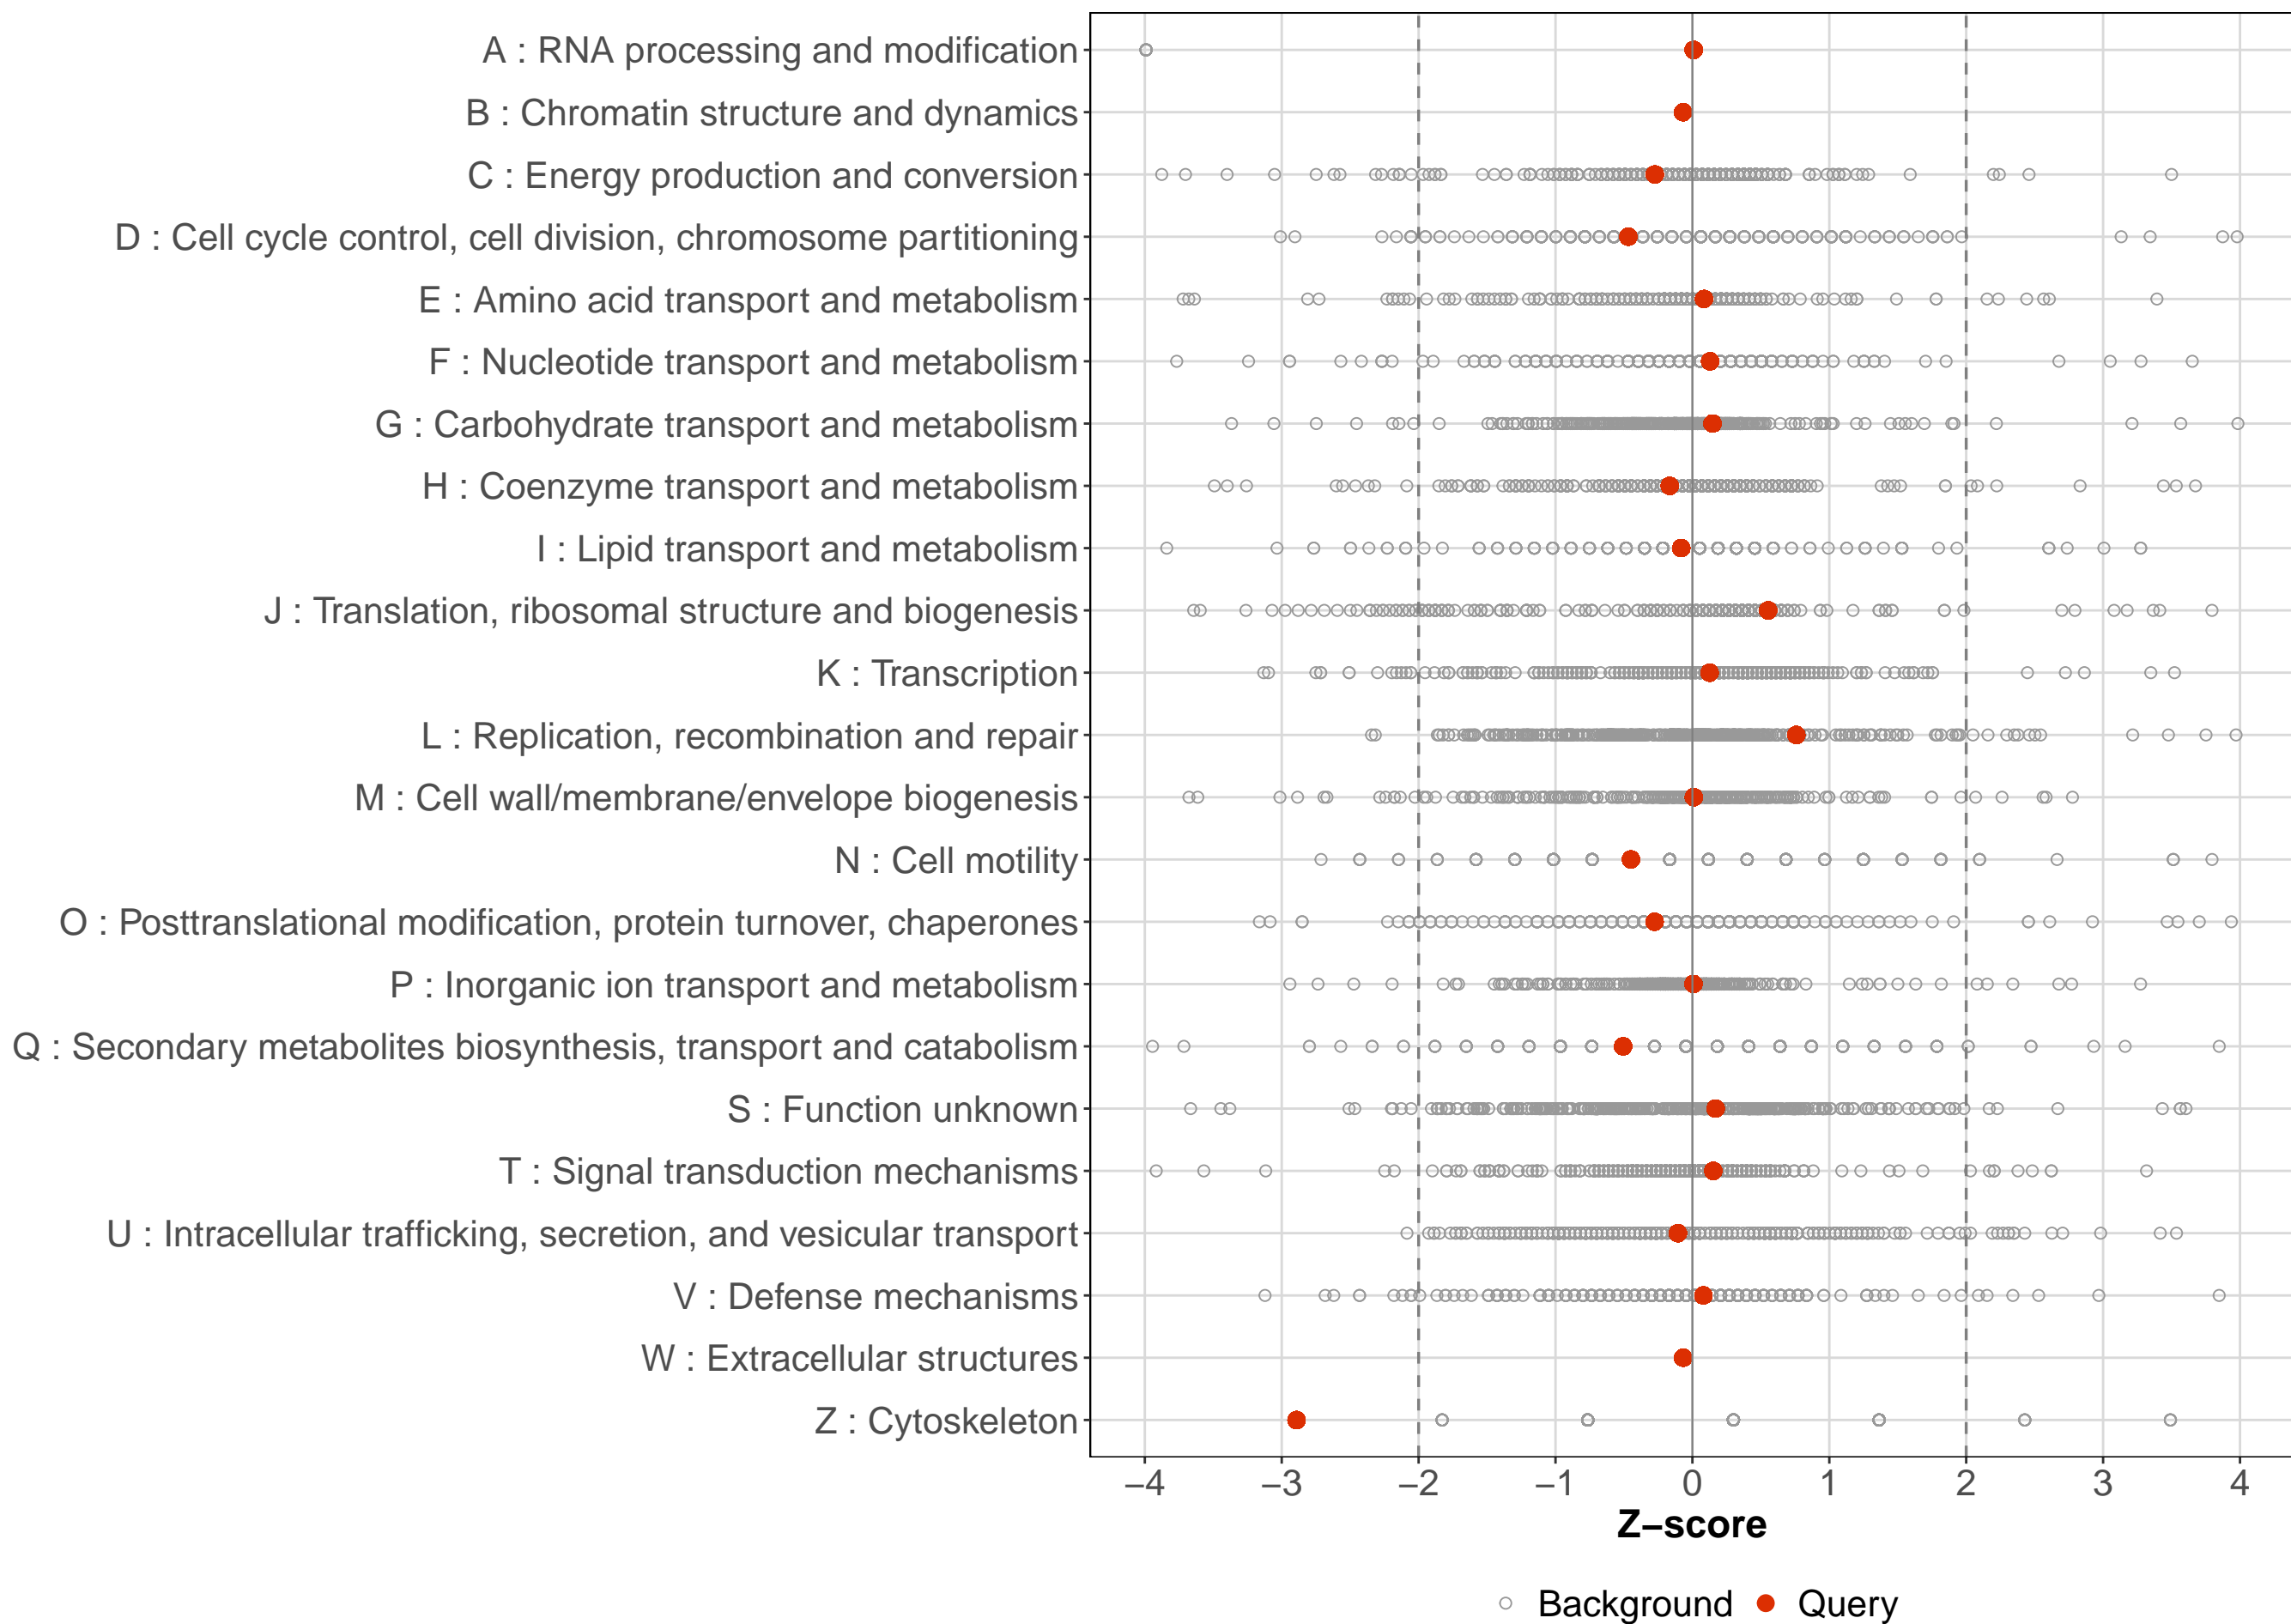 A : RNA processing and modification
B : Chromatin structure and dynamics
C : Energy production and conversion
D : Cell cycle control, cell division, chromosome partitioning
E : Amino acid transport and metabolism
F : Nucleotide transport and metabolism
G : Carbohydrate transport and metabolism
H : Coenzyme transport and metabolism
I : Lipid transport and metabolism
J : Translation, ribosomal structure and biogenesis
K : Transcription
L : Replication, recombination and repair
M : Cell wall/membrane/envelope biogenesis
N : Cell motility
O : Posttranslational modification, protein turnover, chaperones
P : Inorganic ion transport and metabolism
Q : Secondary metabolites biosynthesis, transport and catabolism
S : Function unknown
T : Signal transduction mechanisms
U : Intracellular trafficking, secretion, and vesicular transport
V : Defense mechanisms
W : Extracellular structures
Z : Cytoskeleton
−4 −3 −2 −1 0 1 2 3 4
Z−score
Background Query